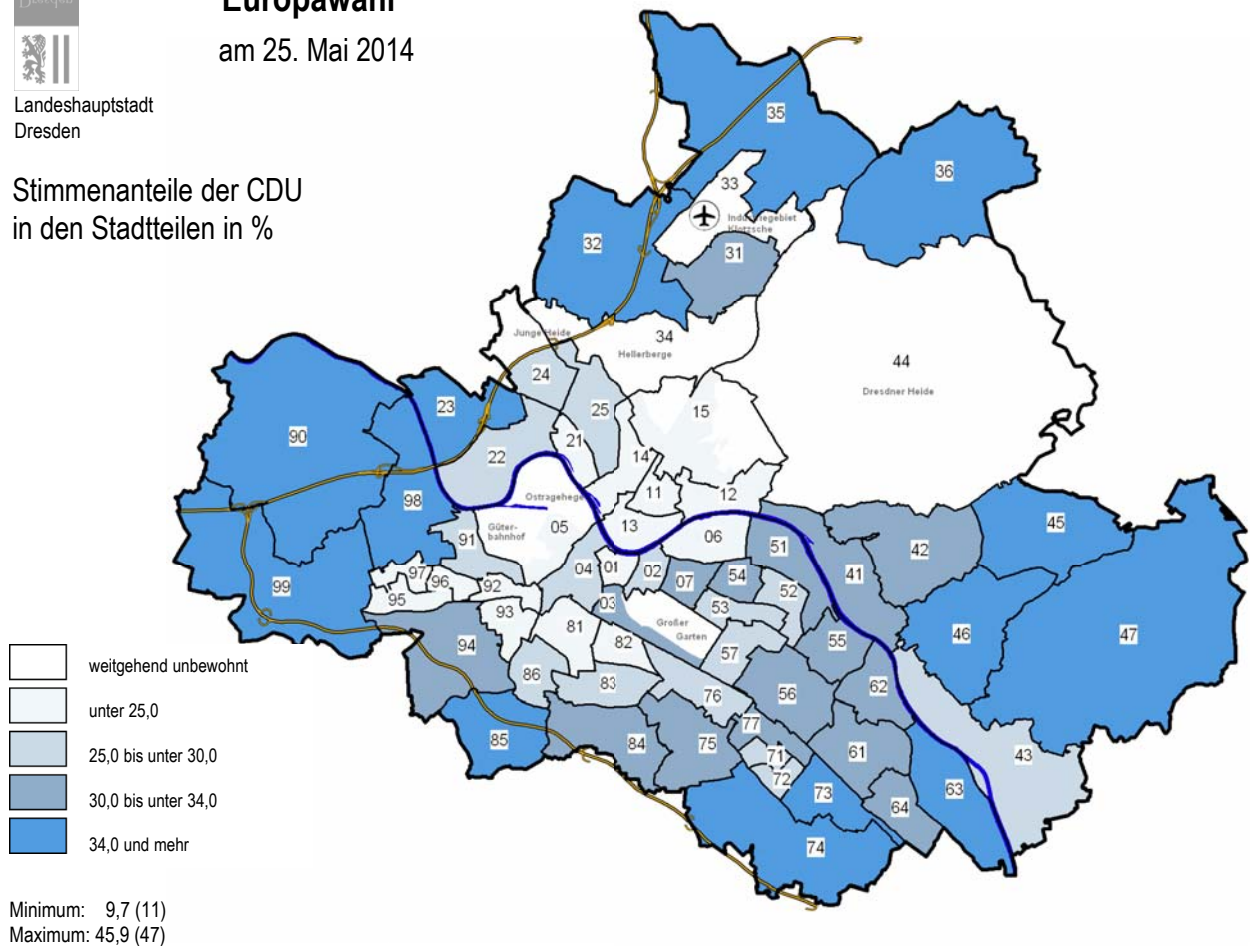 Dresden
Europawahl
am 25. Mai 2014
Landeshauptstadt
Dresden
Stimmenanteile der CDU
in den Stadtteilen in %
35
36
33
Industriegebiet
Klotzsche
32
31
Junge Heide
34
Hellerberge
44
Dresdner Heide
24
23
25
15
90
21
22
14
11
12
Ostragehege
98
45
13
05
06
Güter-
bahnhof
91
51
42
41
04
01
02
07
54
97
96
92
99
95
03
52
53
93
Großer
Garten
81
46
47
94
82
55
57
86
83
62
56
76
77
85
84
75
61
71
43
72
73
63
64
74
weitgehend unbewohnt
unter 25,0
25,0 bis unter 30,0
30,0 bis unter 34,0
34,0 und mehr
Minimum: 9,7 (11)
Maximum: 45,9 (47)